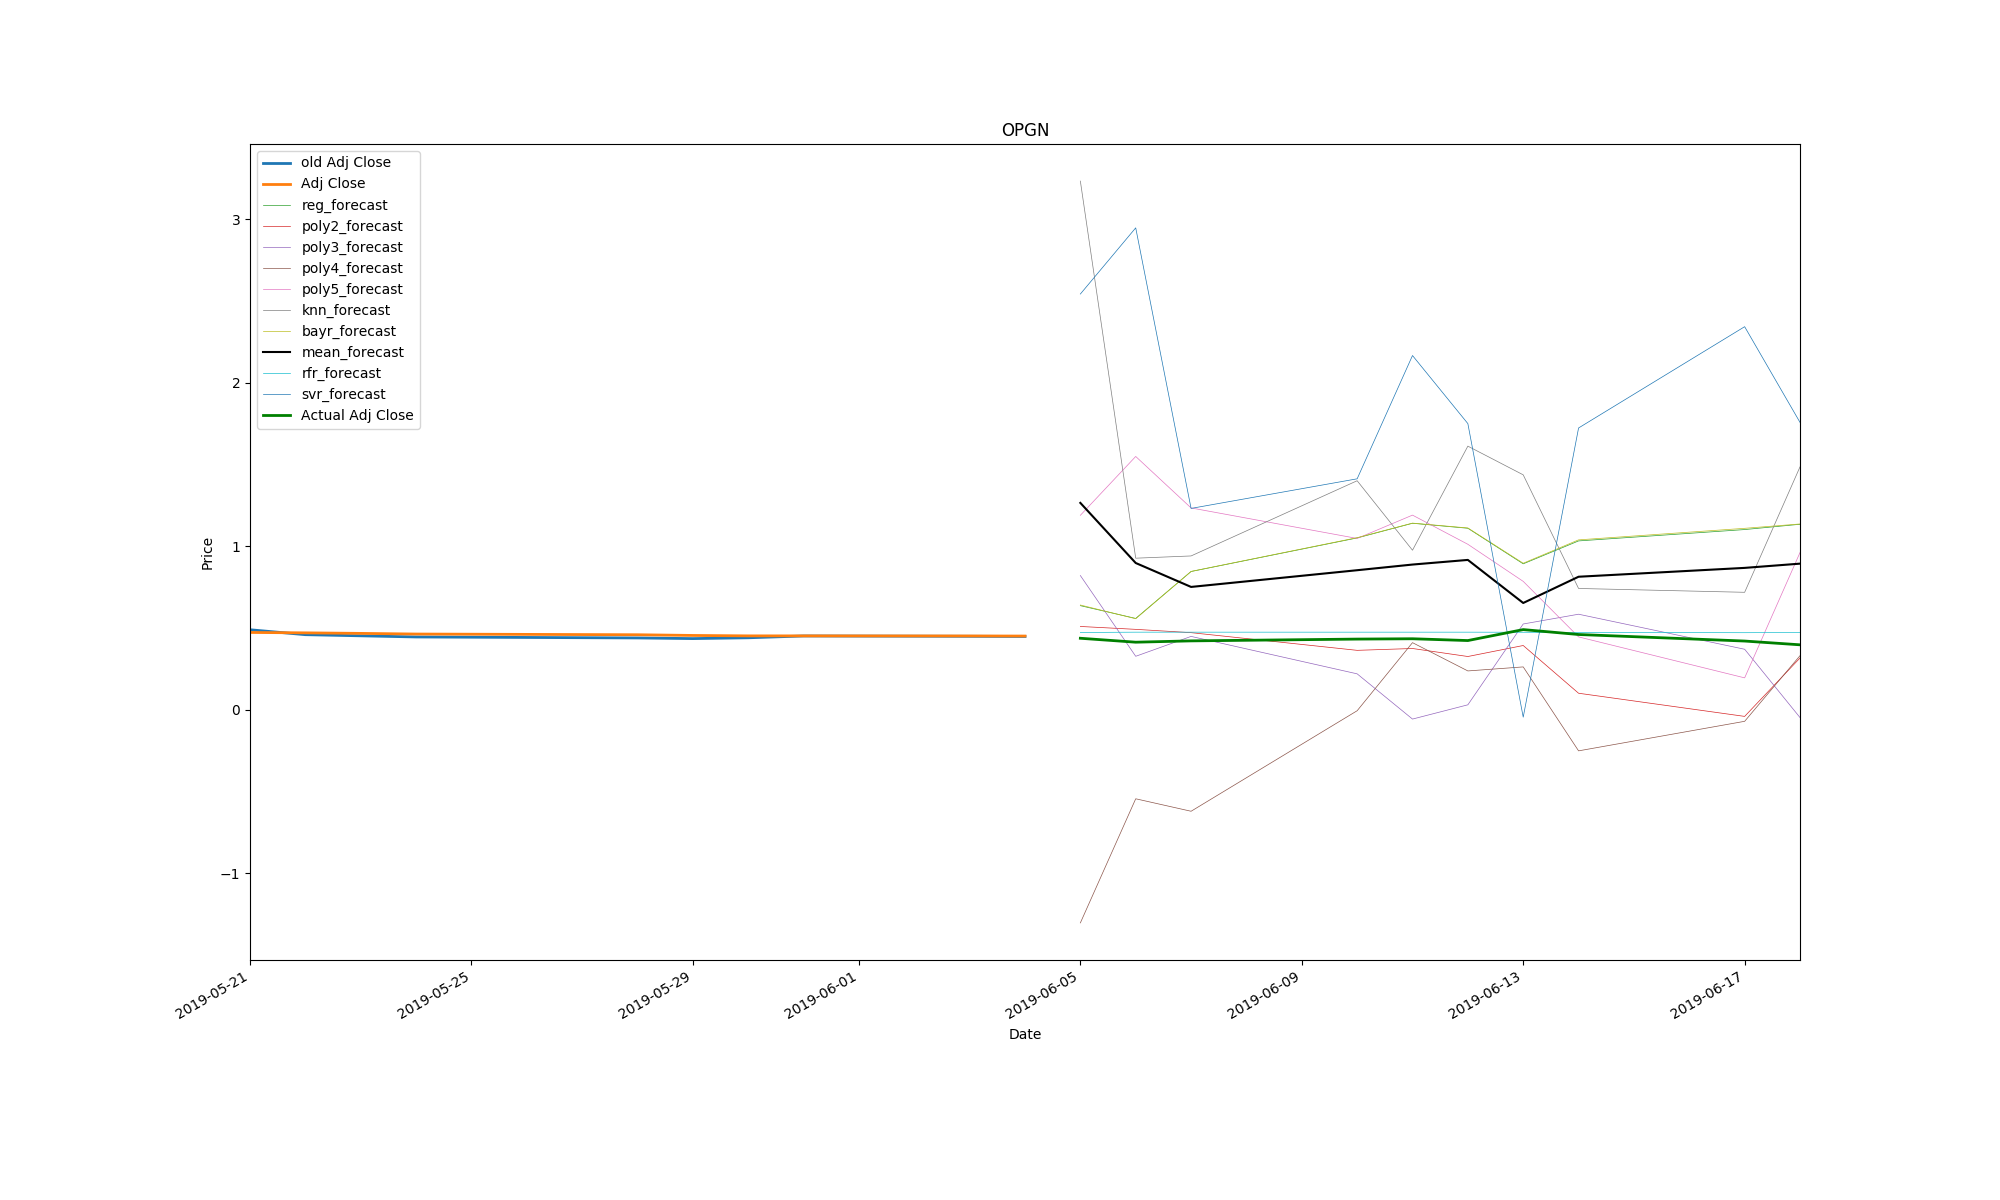 OPGN
old Adj Close
Adj Close
reg_forecast
poly2_forecast
poly3_forecast
poly4_forecast
poly5_forecast
knn_forecast
bayr_forecast
mean_forecast
rfr_forecast
svr_forecast
Actual Adj Close
3
2
1
0
−1
Price
2019-05-21
2019-05-25
2019-05-29
2019-06-01
2019-06-05
2019-06-09
2019-06-13
2019-06-17
Date